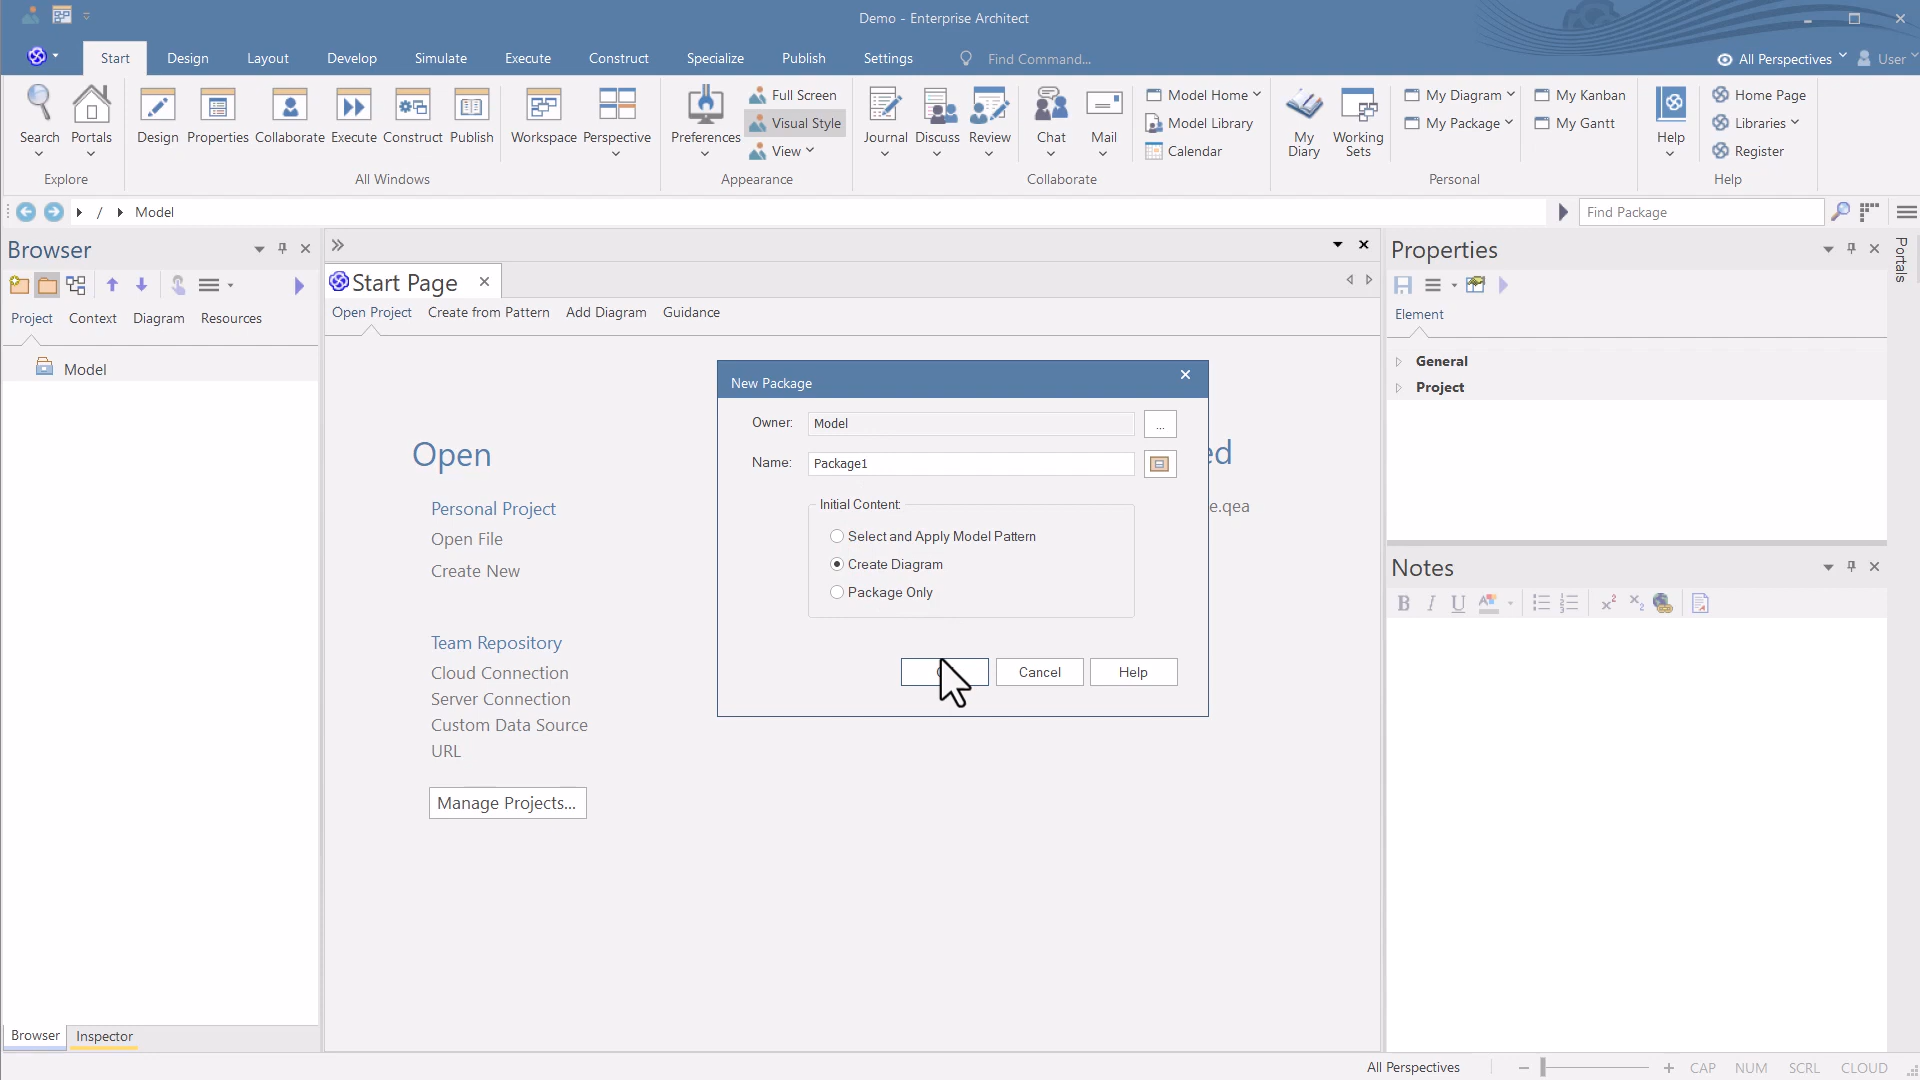 Demo - Enterprise Architect
Start
Design
Layout
Develop
Simulate
Execute
Construct
Specialize
Publish
Settings
Find Command...
All Perspectives
User
Search
Portals
Explore
Design
Properties
Collaborate
Execute
Construct
Publish
All Windows
Workspace
Perspective
Preferences
Full Screen
Visual Style
View
Appearance
Journal
Discuss
Review
Chat
Mail
Model Home
Model Library
Calendar
Collaborate
My
Diary
Working
Sets
My Diagram
My Package
My Kanban
My Gantt
Personal
Help
Home Page
Libraries
Register
Help
/
Model
Find Package
Browser
Project
Context
Diagram
Resources
Model
Start Page
Open Project
Create from Pattern
Add Diagram
Guidance
Open
Personal Project
Open File
Create New
Team Repository
Cloud Connection
Server Connection
Custom Data Source
URL
Manage Projects...
ed
e.qea
New Package
Owner:
Model
...
Name:
Package1
Initial Content:
Select and Apply Model Pattern
Create Diagram
Package Only
Cancel
Help
Properties
Element
General
Project
Notes
B
I
U
Portals
Browser
Inspector
All Perspectives
CAP
NUM
SCRL
CLOUD